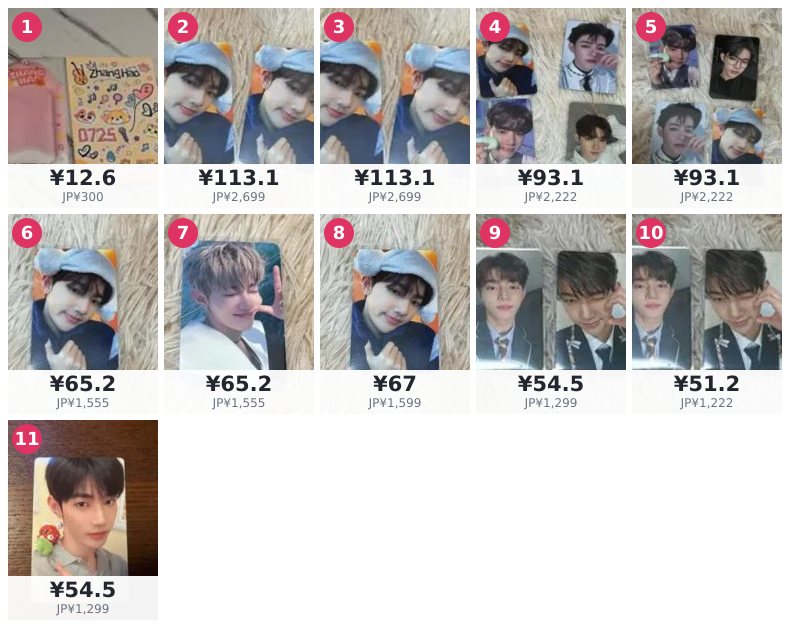 1
ZHANG
HAO
Zhang Hao
0725
¥12.6
JP¥300
2
¥113.1
JP¥2,699
3
¥113.1
JP¥2,699
4
¥93.1
JP¥2,222
5
¥93.1
JP¥2,222
6
¥65.2
JP¥1,555
7
¥65.2
JP¥1,555
8
¥67
JP¥1,599
9
¥54.5
JP¥1,299
10
¥51.2
JP¥1,222
11
¥54.5
JP¥1,299